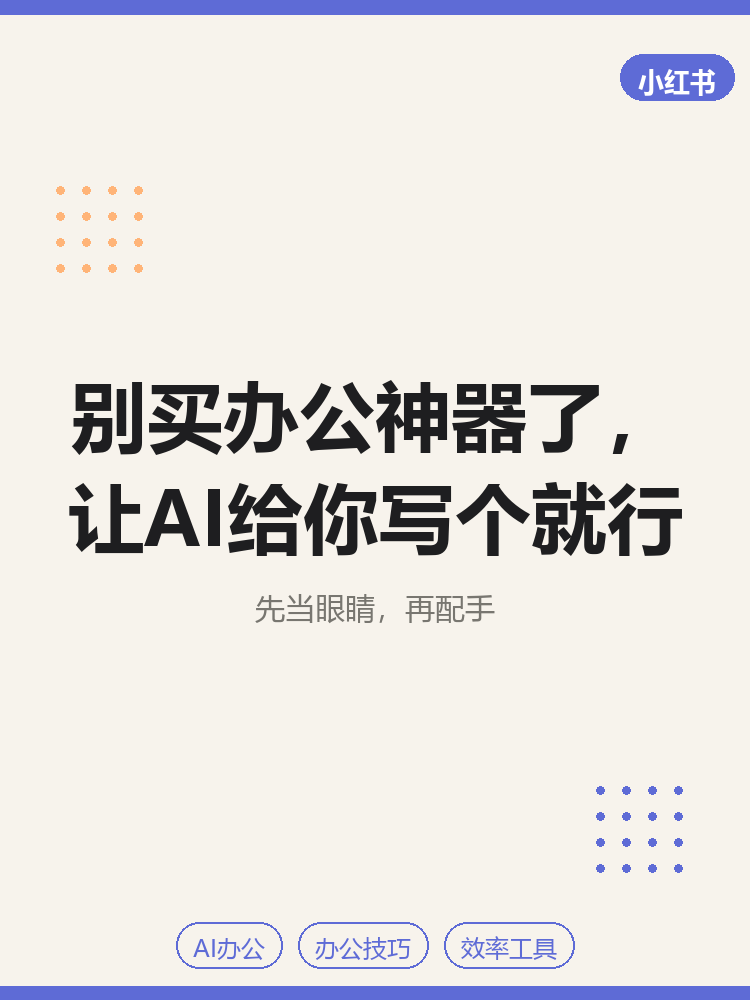 小红书
别买办公神器了，
让AI给你写个就行
先当眼睛，再配手
AI办公
办公技巧
效率工具